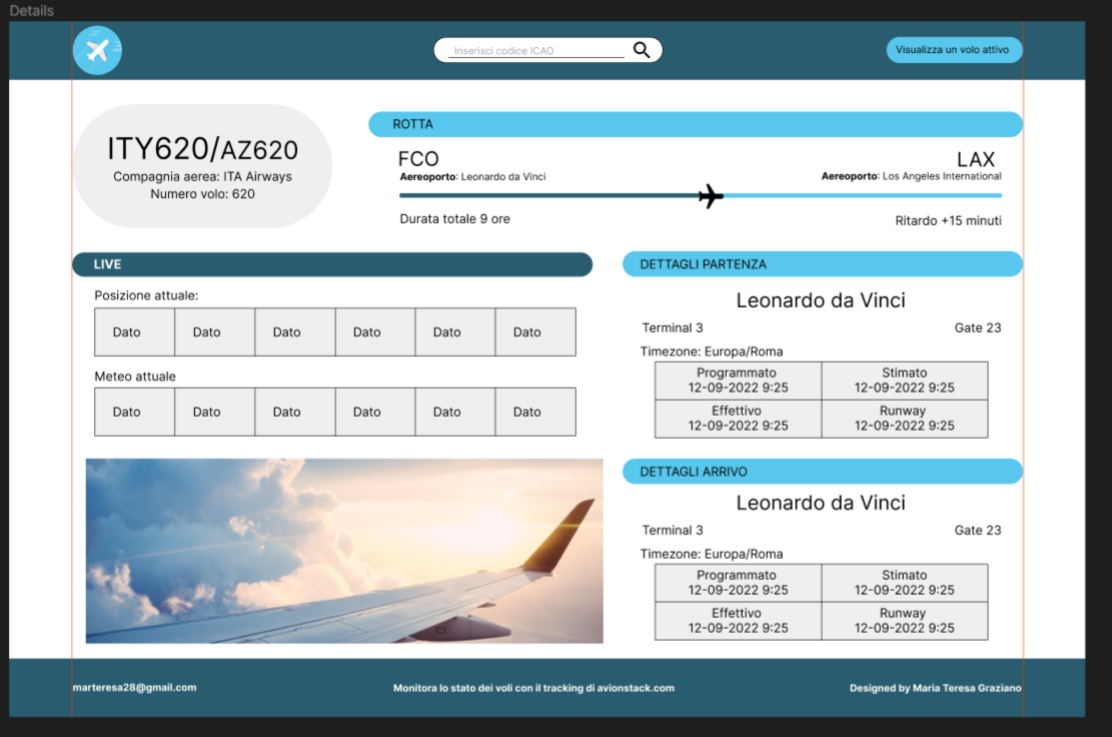 Details
Inserisci codice ICAO
Visualizza un volo attivo
ITY620/AZ620
Compagnia aerea: ITA Airways
Numero volo: 620
ROTTA
FCO
LAX
Aereoporto: Leonardo da Vinci
Aereoporto: Los Angeles International
Durata totale 9 ore
Ritardo +15 minuti
LIVE
Posizione attuale:
Dato Dato Dato Dato Dato Dato
Meteo attuale
Dato Dato Dato Dato Dato Dato
DETTAGLI PARTENZA
Leonardo da Vinci
Terminal 3
Gate 23
Timezone: Europa/Roma
Programmato
12-09-2022 9:25
Stimato
12-09-2022 9:25
Effettivo
12-09-2022 9:25
Runway
12-09-2022 9:25
DETTAGLI ARRIVO
Leonardo da Vinci
Terminal 3
Gate 23
Timezone: Europa/Roma
Programmato
12-09-2022 9:25
Stimato
12-09-2022 9:25
Effettivo
12-09-2022 9:25
Runway
12-09-2022 9:25
marteresa28@gmail.com
Monitora lo stato dei voli con il tracking di avionstack.com
Designed by Maria Teresa Graziano